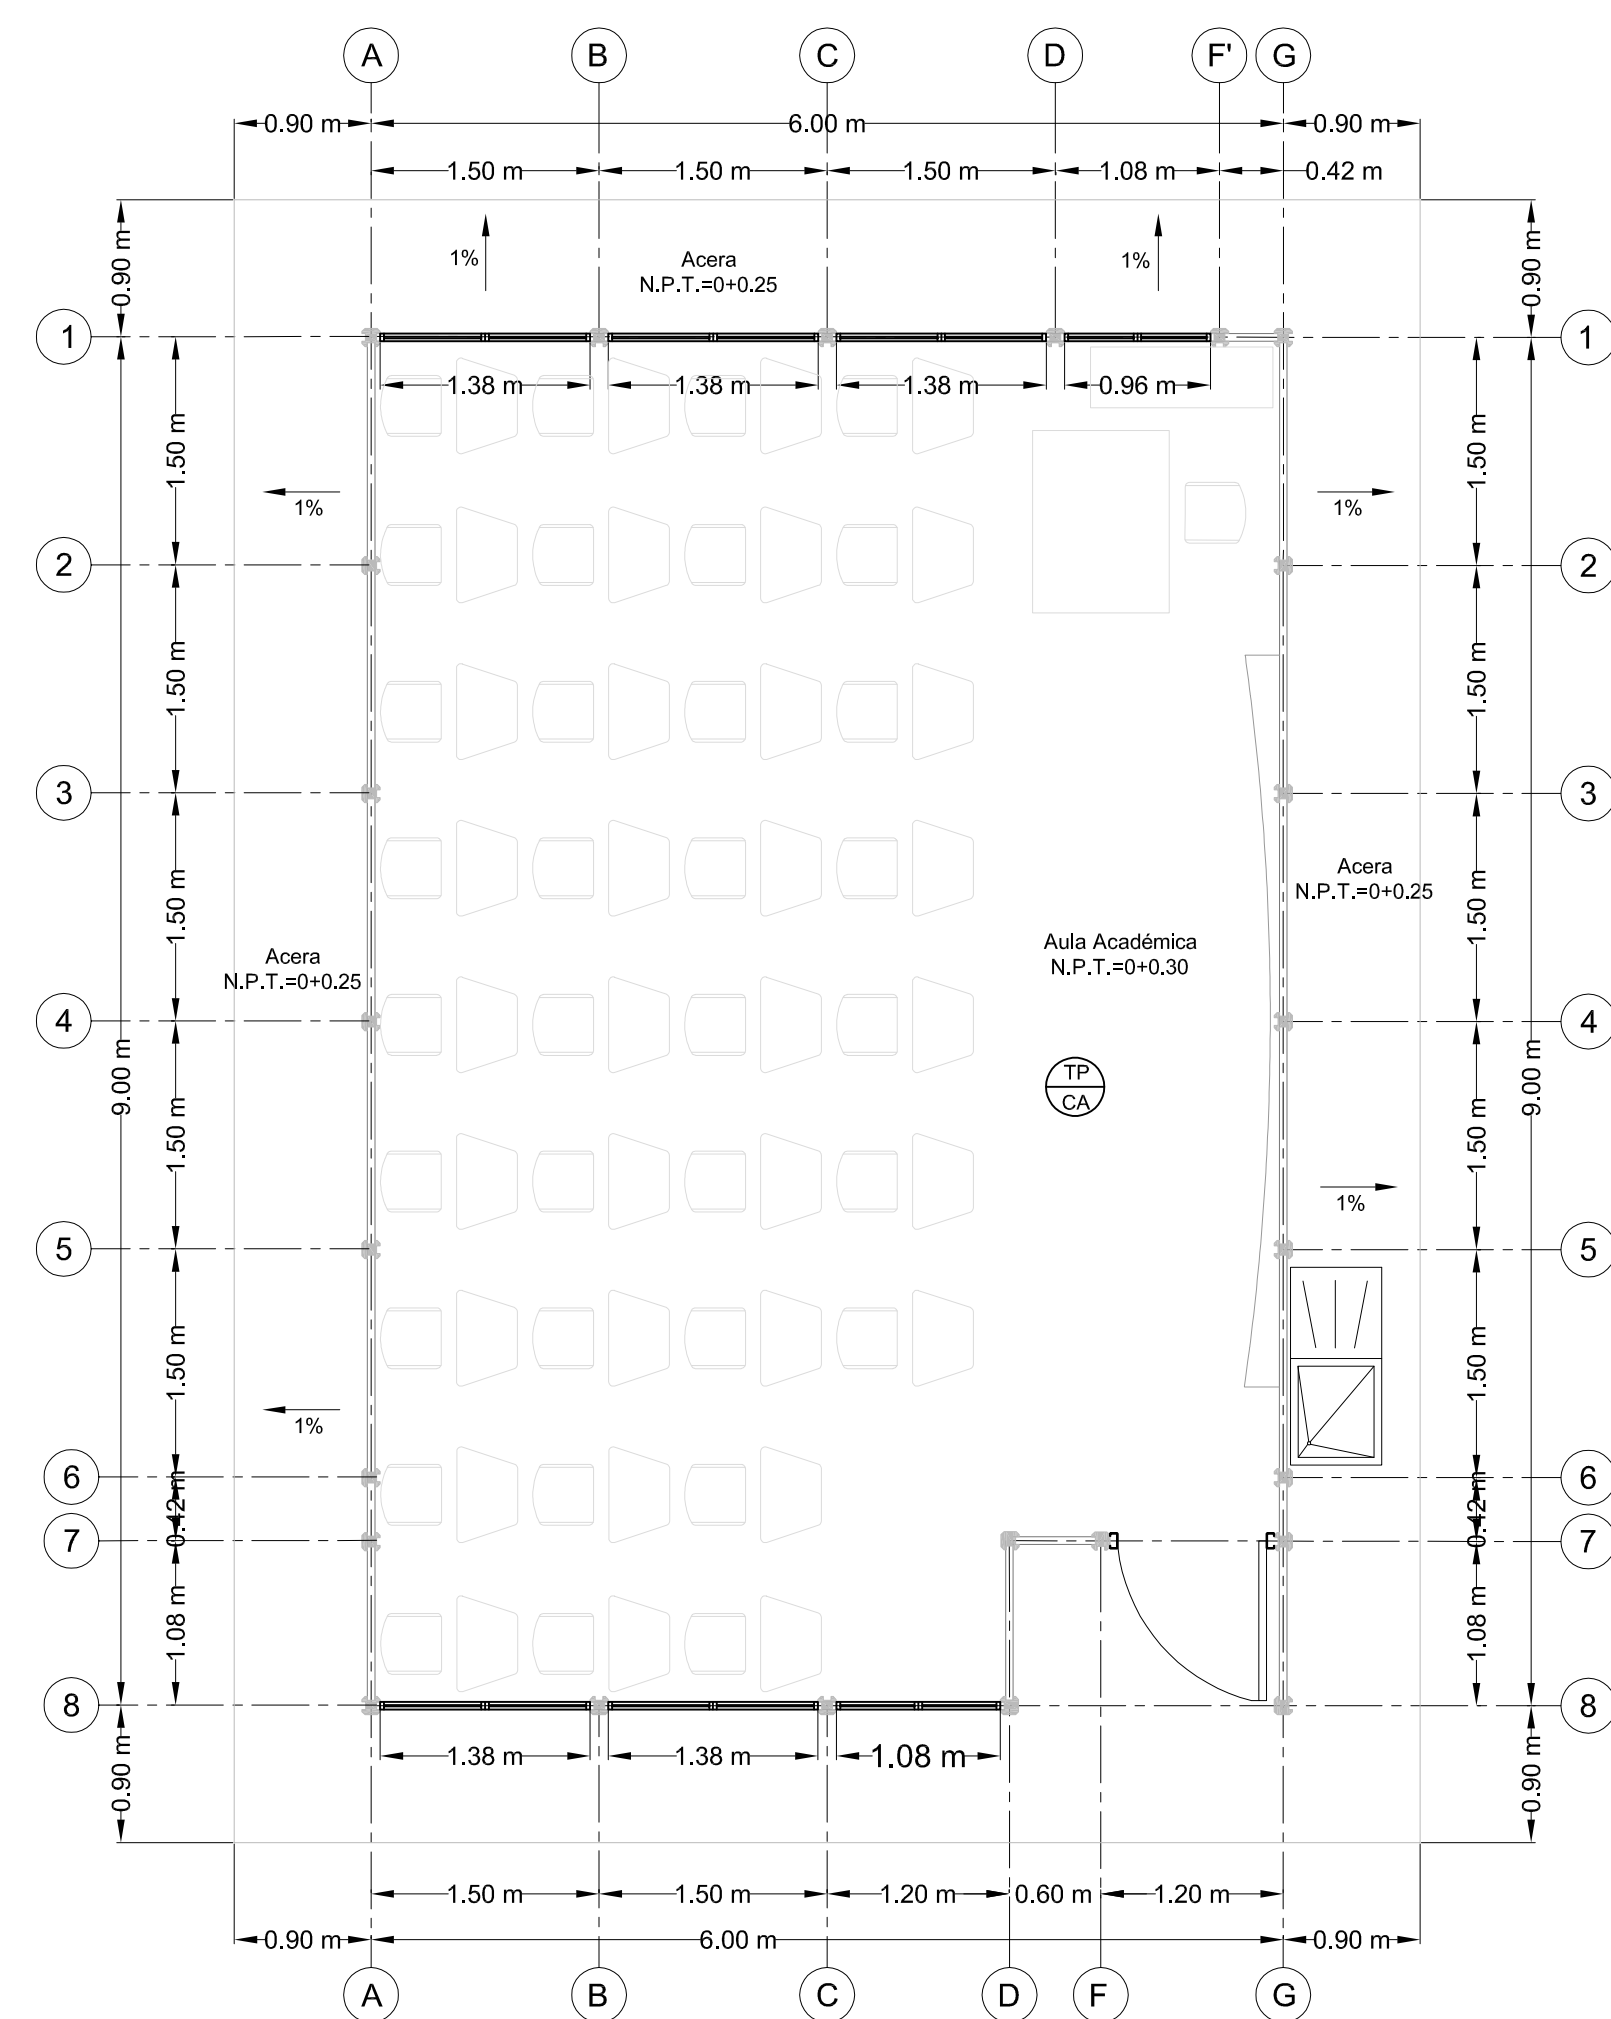 A B C D F' G
0.90 m 6.00 m 0.90 m
1.50 m 1.50 m 1.50 m 1.08 m 0.42 m
0.90 m 0.90 m
1% 1%
Acera
N.P.T.=0+0.25
1 1
1.38 m 1.38 m 1.38 m 0.96 m
1.50 m 1.50 m
1% 1%
2 2
1.50 m 1.50 m
3 3
Acera
N.P.T.=0+0.25
1.50 m 1.50 m
Aula Académica
N.P.T.=0+0.30
Acera
N.P.T.=0+0.25
4 4
9.00 m 9.00 m
TP
CA
1.50 m 1.50 m
1%
5 5
1.50 m 1.50 m
1%
6 6
0.42 m 0.42 m
7 7
1.08 m 1.08 m
8 8
1.38 m 1.38 m 1.08 m
0.90 m 0.90 m
1.50 m 1.50 m 1.20 m 0.60 m 1.20 m
0.90 m 6.00 m 0.90 m
A B C D F G